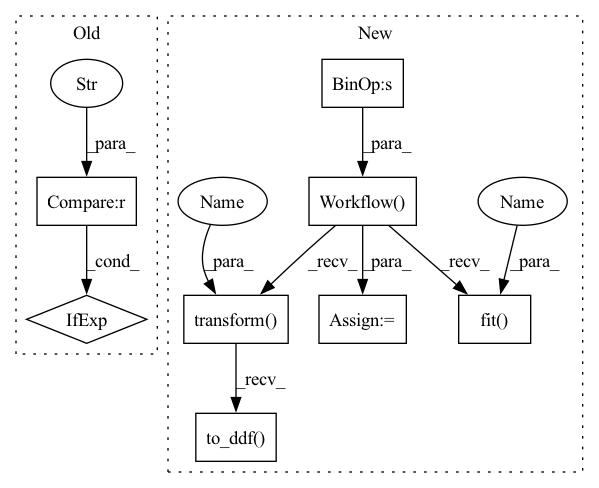 Old
New
Str
BinOp:s
_para_
_para_
Compare:r
Name
Workflow()
Name
_cond_
_para_
_recv_
_para_
_recv_
_para_
IfExp
transform()
Assign:=
fit()
_recv_
to_ddf()